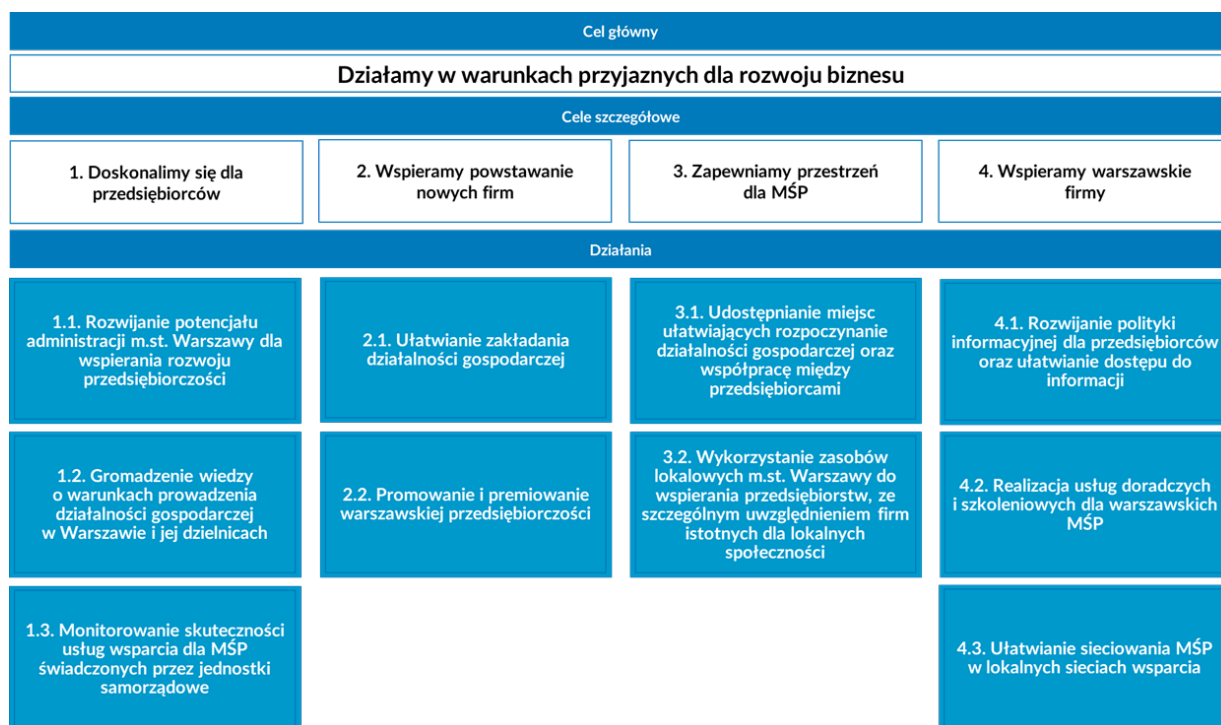 Cel główny
Działamy w warunkach przyjaznych dla rozwoju biznesu
Cele szczegółowe
1. Doskonalimy się dla
przedsiębiorców
2. Wspieramy powstawanie
nowych firm
3. Zapewniamy przestrzeń
dla MŚP
4. Wspieramy warszawskie
firmy
Działania
1.1. Rozwijanie potencjału
administracji m.st. Warszawy dla
wspierania rozwoju
przedsiębiorczości
2.1. Ułatwianie zakładania
działalności gospodarczej
3.1. Udostępnianie miejsc
ułatwiających rozpoczynanie
działalności gospodarczej oraz
współpracę między
przedsiębiorcami
4.1. Rozwijanie polityki
informacyjnej dla przedsiębiorców
oraz ułatwianie dostępu do
informacji
1.2. Gromadzenie wiedzy
o warunkach prowadzenia
działalności gospodarczej
w Warszawie i jej dzielnicach
2.2. Promowanie i premiowanie
warszawskiej przedsiębiorczości
3.2. Wykorzystanie zasobów
lokalowych m.st. Warszawy do
wspierania przedsiębiorstw, ze
szczególnym uwzględnieniem firm
istotnych dla lokalnych
społeczności
4.2. Realizacja usług doradczych
i szkoleniowych dla warszawskich
MŚP
1.3. Monitorowanie skuteczności
usług wsparcia dla MŚP
świadczonych przez jednostki
samorządowe
4.3. Ułatwianie sieciowania MŚP
w lokalnych sieciach wsparcia